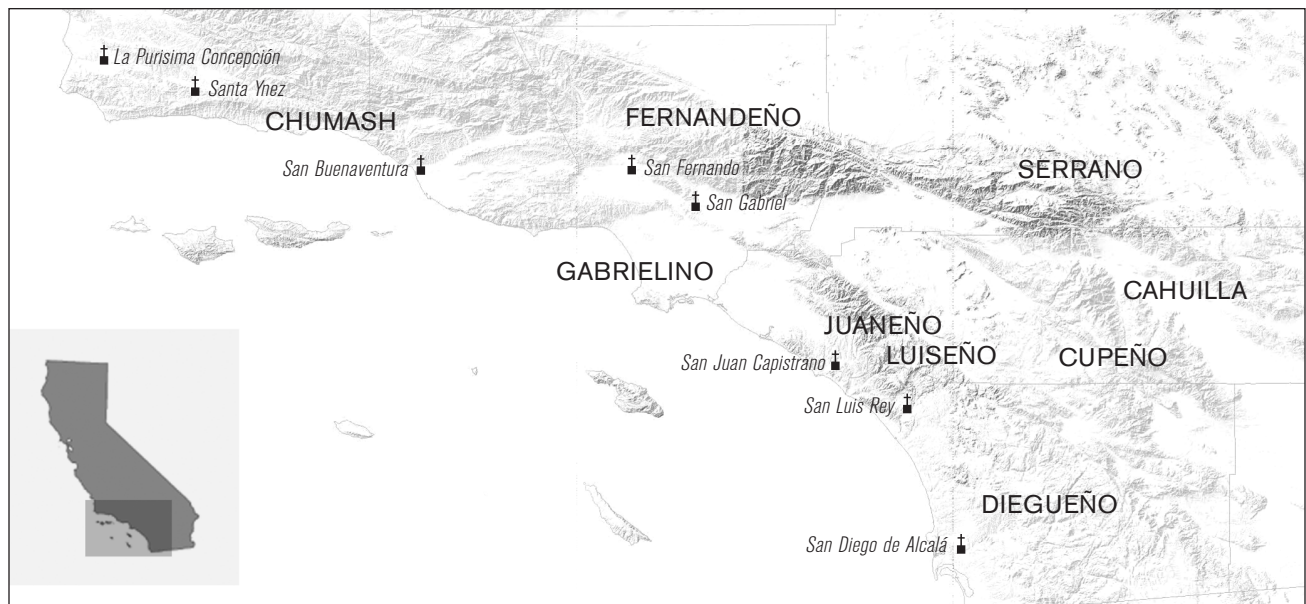 La Purisima Concepción
Santa Ynez
CHUMASH
FERNANDEÑO
San Buenaventura
San Fernando
SERRANO
San Gabriel
GABRIELINO
CAHUILLA
JUANEÑO
LUISEÑO
CUPEÑO
San Juan Capistrano
San Luis Rey
DIEGUEÑO
San Diego de Alcalá